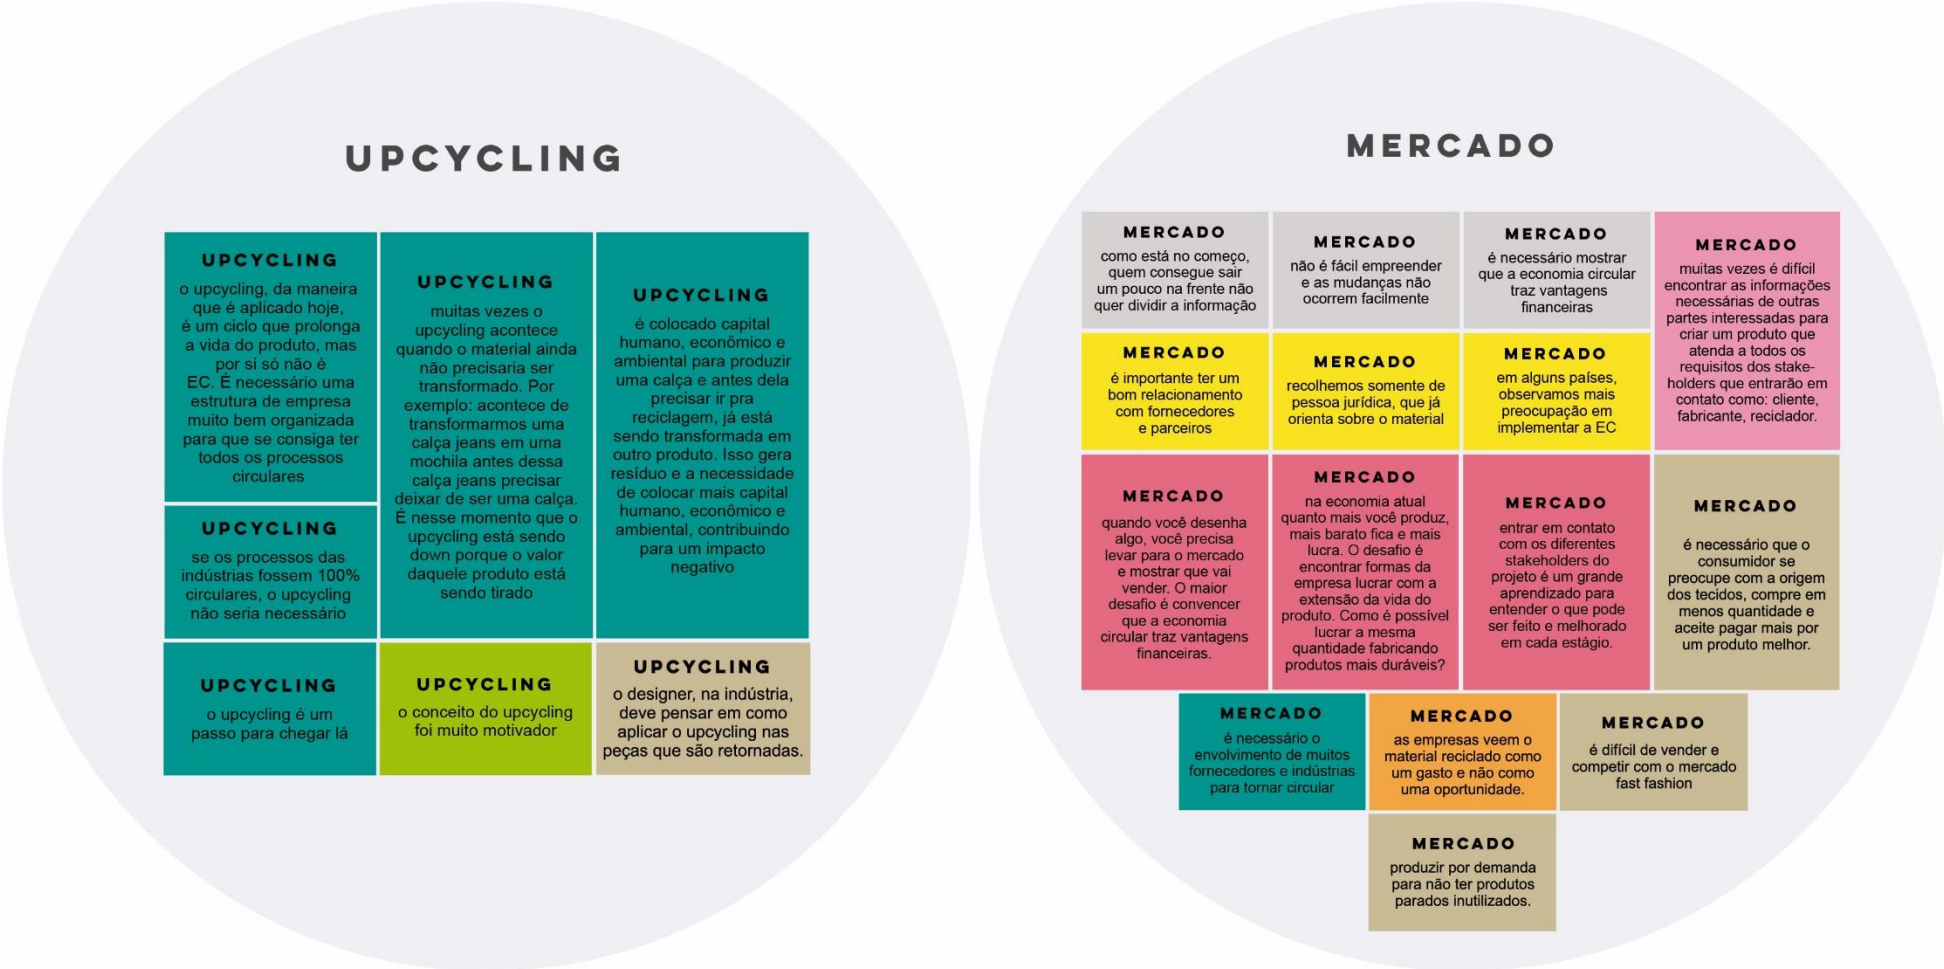 UPCYCLING
UPCYCLING
o upcycling, da maneira
que é aplicado hoje,
é um ciclo que prolonga
a vida do produto, mas
por si só não é
EC. É necessário uma
estrutura de empresa
muito bem organizada
para que se consiga ter
todos os processos
circulares
UPCYCLING
muitas vezes o
upcycling acontece
quando o material ainda
não precisaria ser
transformado. Por
exemplo: acontece de
transformarmos uma
calça jeans em uma
mochila antes dessa
calça jeans precisar
deixar de ser uma calça.
É nesse momento que o
upcycling está sendo
down porque o valor
daquele produto está
sendo tirado
UPCYCLING
é colocado capital
humano, econômico e
ambiental para produzir
uma calça e antes dela
precisar ir pra
reciclagem, já está
sendo transformada em
outro produto. Isso gera
resíduo e a necessidade
de colocar mais capital
humano, econômico e
ambiental, contribuindo
para um impacto
negativo
UPCYCLING
se os processos das
indústrias fossem 100%
circulares, o upcycling
não seria necessário
UPCYCLING
o upcycling é um
passo para chegar lá
UPCYCLING
o conceito do upcycling
foi muito motivador
UPCYCLING
o designer, na indústria,
deve pensar em como
aplicar o upcycling nas
peças que são retornadas.
MERCADO
MERCADO
como está no começo,
quem consegue sair
um pouco na frente não
quer dividir a informação
MERCADO
não é fácil empreender
e as mudanças não
ocorrem facilmente
MERCADO
é necessário mostrar
que a economia circular
traz vantagens
financeiras
MERCADO
muitas vezes é difícil
encontrar as informações
necessárias de outras
partes interessadas para
criar um produto que
atenda a todos os
requisitos dos stake-
holders que entrarão em
contato como: cliente,
fabricante, reciclador.
MERCADO
é importante ter um
bom relacionamento
com fornecedores
e parceiros
MERCADO
recolhemos somente de
pessoa jurídica, que já
orienta sobre o material
MERCADO
em alguns países,
observamos mais
preocupação em
implementar a EC
MERCADO
quando você desenha
algo, você precisa
levar para o mercado
e mostrar que vai
vender. O maior
desafio é convencer
que a economia
circular traz vantagens
financeiras.
MERCADO
na economia atual
quanto mais você produz,
mais barato fica e mais
lucra. O desafio é
encontrar formas da
empresa lucrar com a
extensão da vida do
produto. Como é possível
lucrar a mesma
quantidade fabricando
produtos mais duráveis?
MERCADO
entrar em contato
com os diferentes
stakeholders do
projeto é um grande
aprendizado para
entender o que pode
ser feito e melhorado
em cada estágio.
MERCADO
é necessário que o
consumidor se
preocupe com a origem
dos tecidos, compre em
menos quantidade e
aceite pagar mais por
um produto melhor.
MERCADO
é necessário o
envolvimento de muitos
fornecedores e indústrias
para tornar circular
MERCADO
as empresas veem o
material reciclado como
um gasto e não como
uma oportunidade.
MERCADO
é difícil de vender e
competir com o mercado
fast fashion
MERCADO
produzir por demanda
para não ter produtos
parados inutilizados.